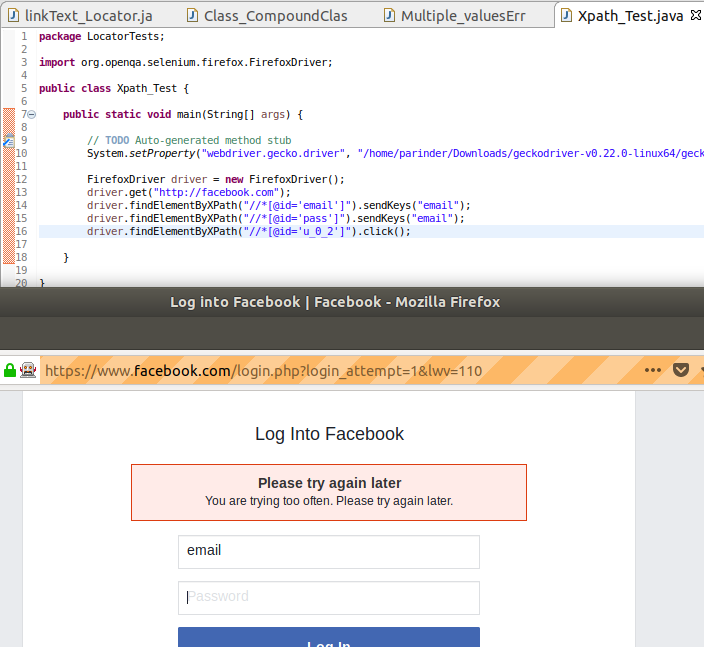 linkText_Locator.ja Class_CompoundClas Multiple_valuesErr Xpath_Test.java
1 package LocatorTests;
2
3 import org.openqa.selenium.firefox.FirefoxDriver;
4
5 public class Xpath_Test {
6
7 public static void main(String[] args) {
8
9 // TODO Auto-generated method stub
10 System.setProperty("webdriver.gecko.driver", "/home/parinder/Downloads/geckodriver-v0.22.0-linux64/geck
11
12 FirefoxDriver driver = new FirefoxDriver();
13 driver.get("http://facebook.com");
14 driver.findElementByXPath("//*[@id='email']").sendKeys("email");
15 driver.findElementByXPath("//*[@id='pass']").sendKeys("email");
16 driver.findElementByXPath("//*[@id='u_0_2']").click();
17
18 }
19
20 }
Log into Facebook | Facebook - Mozilla Firefox
https://www.facebook.com/login.php?login_attempt=1&lwv=110
Log Into Facebook
Please try again later
You are trying too often. Please try again later.
email
Password
Log In